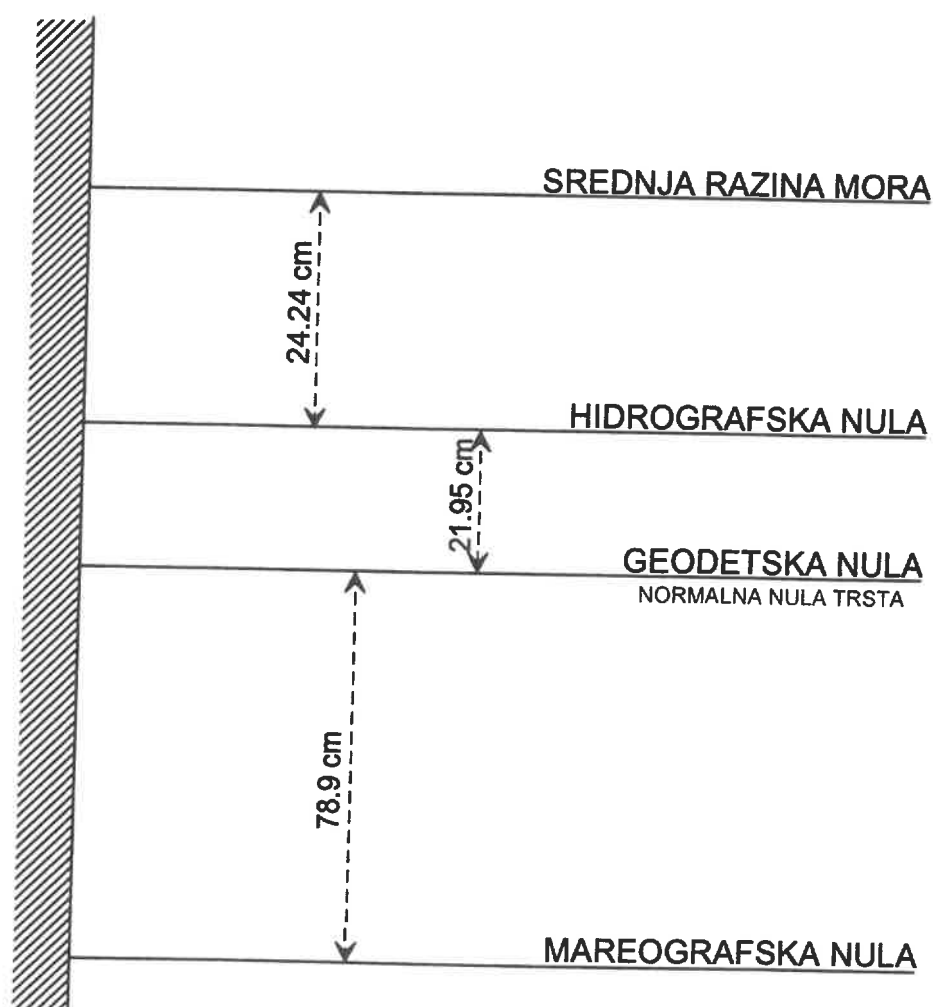 SREDNJA RAZINA MORA
24.24 cm
HIDROGRAFSKA NULA
21.95 cm
GEODETSKA NULA
NORMALNA NULA TRSTA
78.9 cm
MAREOGRAFSKA NULA